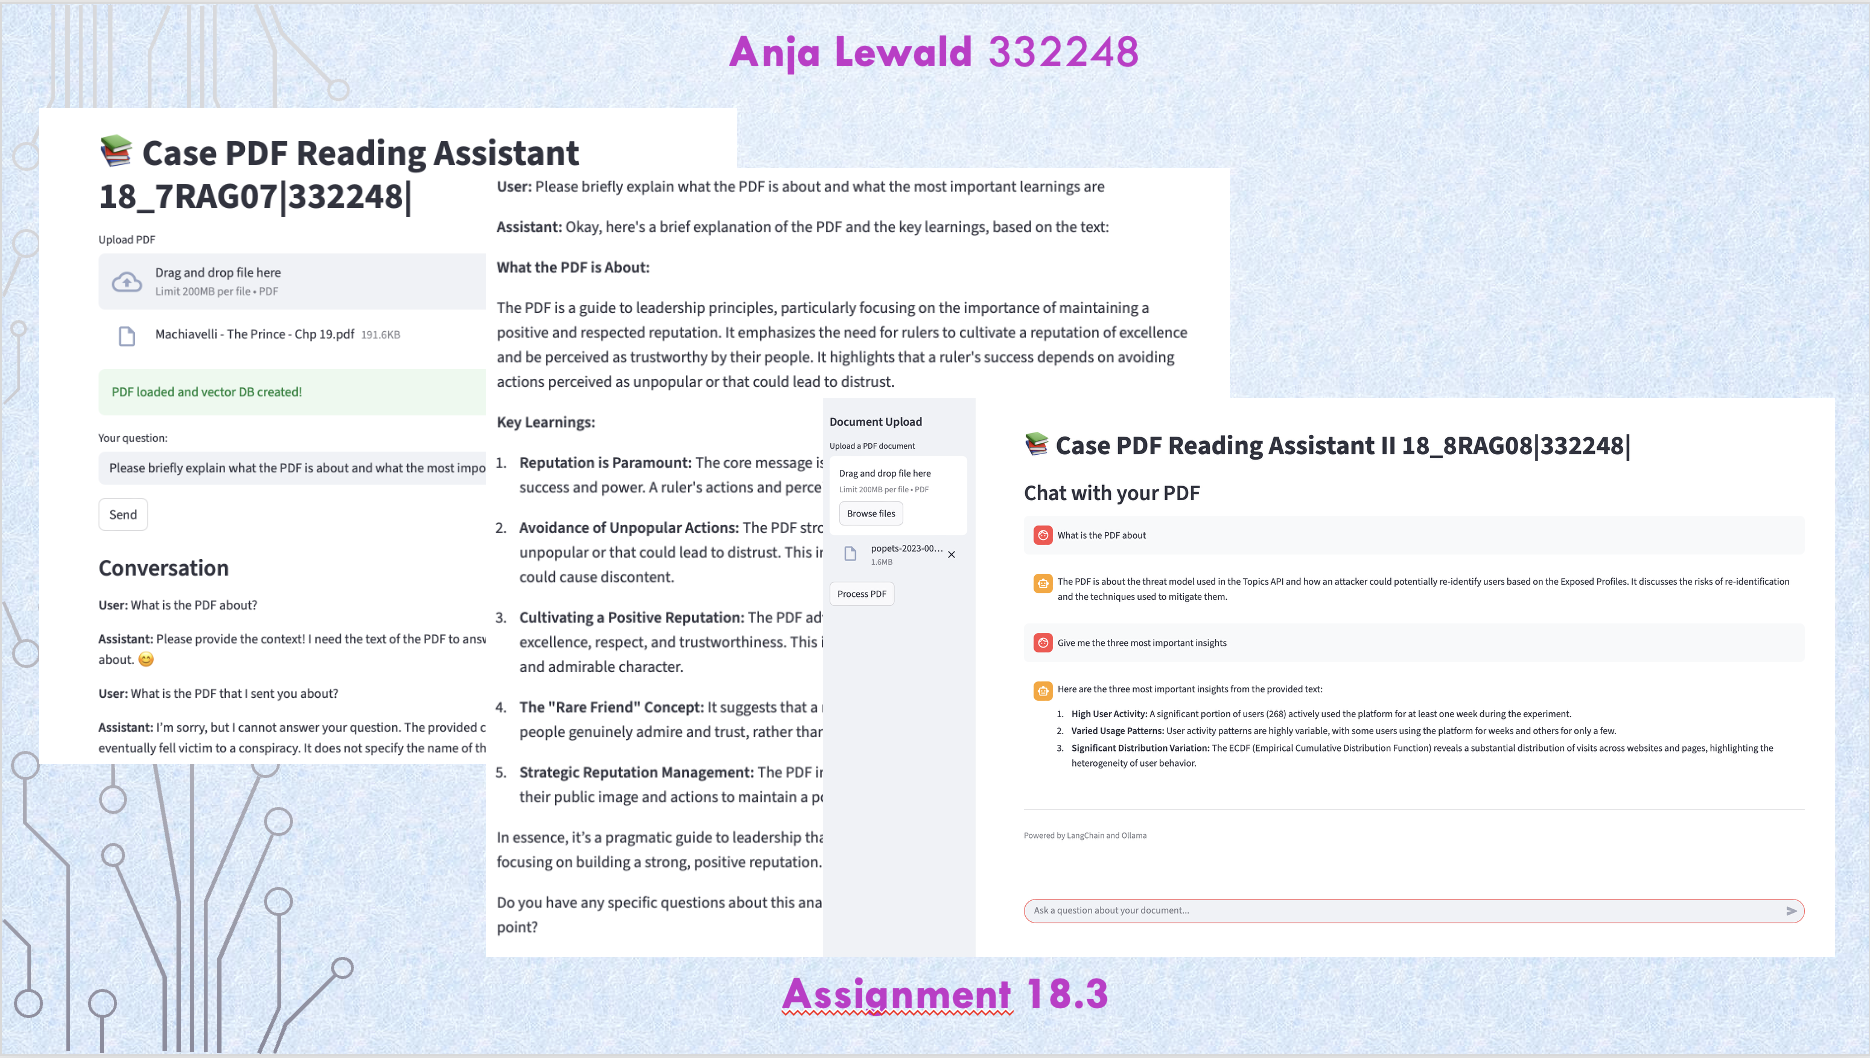 Anja Lewald 332248
📚 Case PDF Reading Assistant
18_7RAG07|332248|
Upload PDF
Drag and drop file here
Limit 200MB per file • PDF
Machiavelli - The Prince - Chp 19.pdf 191.6KB
PDF loaded and vector DB created!
Your question:
Please briefly explain what the PDF is about and what the most impo
Send
Conversation
User: What is the PDF about?
Assistant: Please provide the context! I need the text of the PDF to answ
about. 😊
User: What is the PDF that I sent you about?
Assistant: I'm sorry, but I cannot answer your question. The provided c
eventually fell victim to a conspiracy. It does not specify the name of th
User: Please briefly explain what the PDF is about and what the most important learnings are
Assistant: Okay, here's a brief explanation of the PDF and the key learnings, based on the text:
What the PDF is About:
The PDF is a guide to leadership principles, particularly focusing on the importance of maintaining a
positive and respected reputation. It emphasizes the need for rulers to cultivate a reputation of excellence
and be perceived as trustworthy by their people. It highlights that a ruler's success depends on avoiding
actions perceived as unpopular or that could lead to distrust.
Key Learnings:
1. Reputation is Paramount: The core message is
success and power. A ruler's actions and perce
2. Avoidance of Unpopular Actions: The PDF stro
unpopular or that could lead to distrust. This in
could cause discontent.
3. Cultivating a Positive Reputation: The PDF ad
excellence, respect, and trustworthiness. This i
and admirable character.
4. The "Rare Friend" Concept: It suggests that a
people genuinely admire and trust, rather than
5. Strategic Reputation Management: The PDF in
their public image and actions to maintain a po
In essence, it's a pragmatic guide to leadership tha
focusing on building a strong, positive reputation.
Do you have any specific questions about this ana
point?
Document Upload
Upload a PDF document
Drag and drop file here
Limit 200MB per file • PDF
Browse files
popets-2023-00...
1.6MB
Process PDF
📚 Case PDF Reading Assistant II 18_8RAG08|332248|
Chat with your PDF
What is the PDF about
The PDF is about the threat model used in the Topics API and how an attacker could potentially re-identify users based on the Exposed Profiles. It discusses the risks of re-identification
and the techniques used to mitigate them.
Give me the three most important insights
Here are the three most important insights from the provided text:
1. High User Activity: A significant portion of users (268) actively used the platform for at least one week during the experiment.
2. Varied Usage Patterns: User activity patterns are highly variable, with some users using the platform for weeks and others for only a few.
3. Significant Distribution Variation: The ECDF (Empirical Cumulative Distribution Function) reveals a substantial distribution of visits across websites and pages, highlighting the
heterogeneity of user behavior.
Powered by LangChain and Ollama
Ask a question about your document...
Assignment 18.3